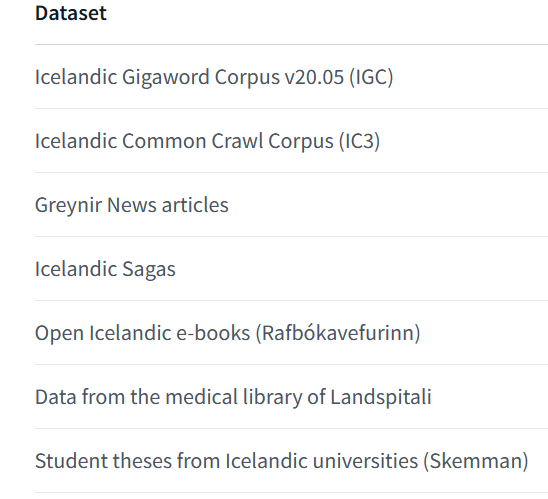 Dataset
Icelandic Gigaword Corpus v20.05 (IGC)
Icelandic Common Crawl Corpus (IC3)
Greynir News articles
Icelandic Sagas
Open Icelandic e-books (Rafbókavefurinn)
Data from the medical library of Landspitali
Student theses from Icelandic universities (Skemman)